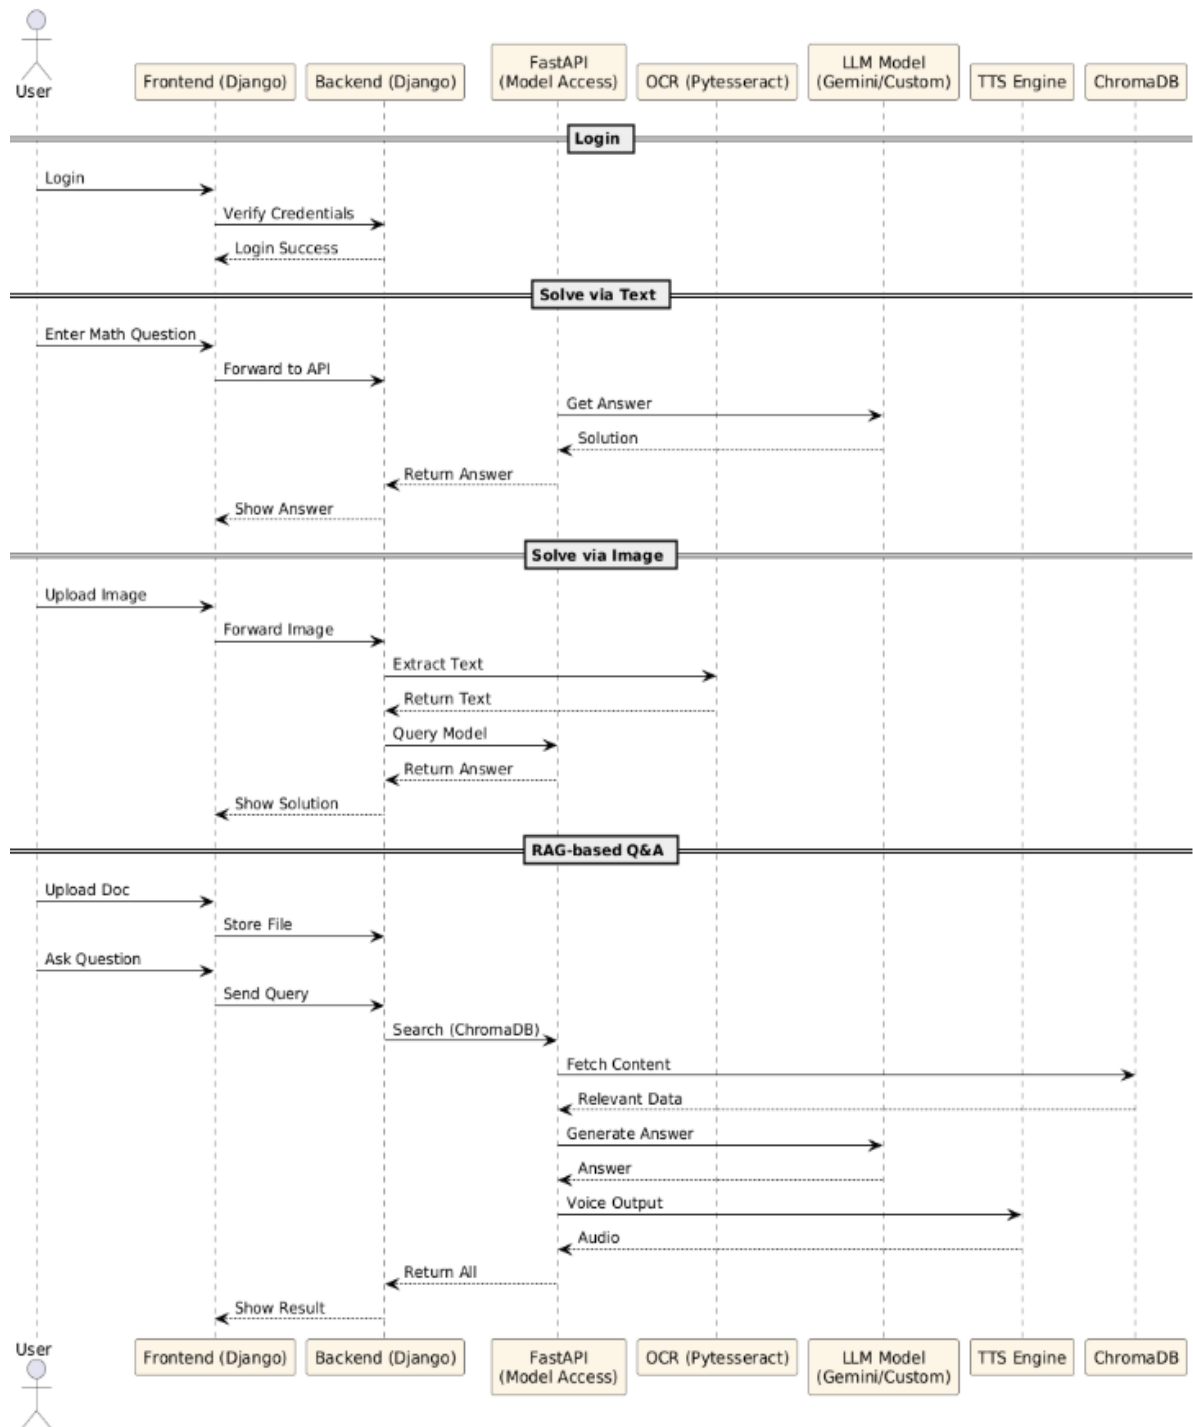 User
Frontend (Django)
Backend (Django)
FastAPI
(Model Access)
OCR (Pytesseract)
LLM Model
(Gemini/Custom)
TTS Engine
ChromaDB
Login
Login
Verify Credentials
Login Success
Solve via Text
Enter Math Question
Forward to API
Get Answer
Solution
Return Answer
Show Answer
Solve via Image
Upload Image
Forward Image
Extract Text
Return Text
Query Model
Return Answer
Show Solution
RAG-based Q&A
Upload Doc
Store File
Ask Question
Send Query
Search (ChromaDB)
Fetch Content
Relevant Data
Generate Answer
Answer
Voice Output
Audio
Return All
Show Result
User
Frontend (Django)
Backend (Django)
FastAPI
(Model Access)
OCR (Pytesseract)
LLM Model
(Gemini/Custom)
TTS Engine
ChromaDB